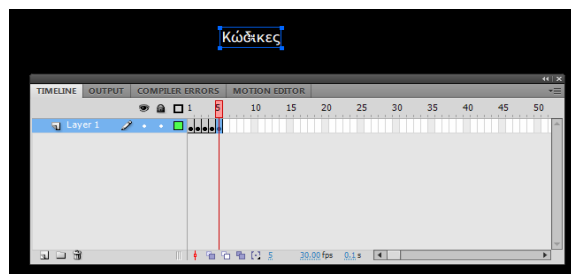 Κώδικες
TIMELINE OUTPUT COMPILER ERRORS MOTION EDITOR
1 5 10 15 20 25 30 35 40 45 50
Layer 1
5 30.00 fps 0.1 s